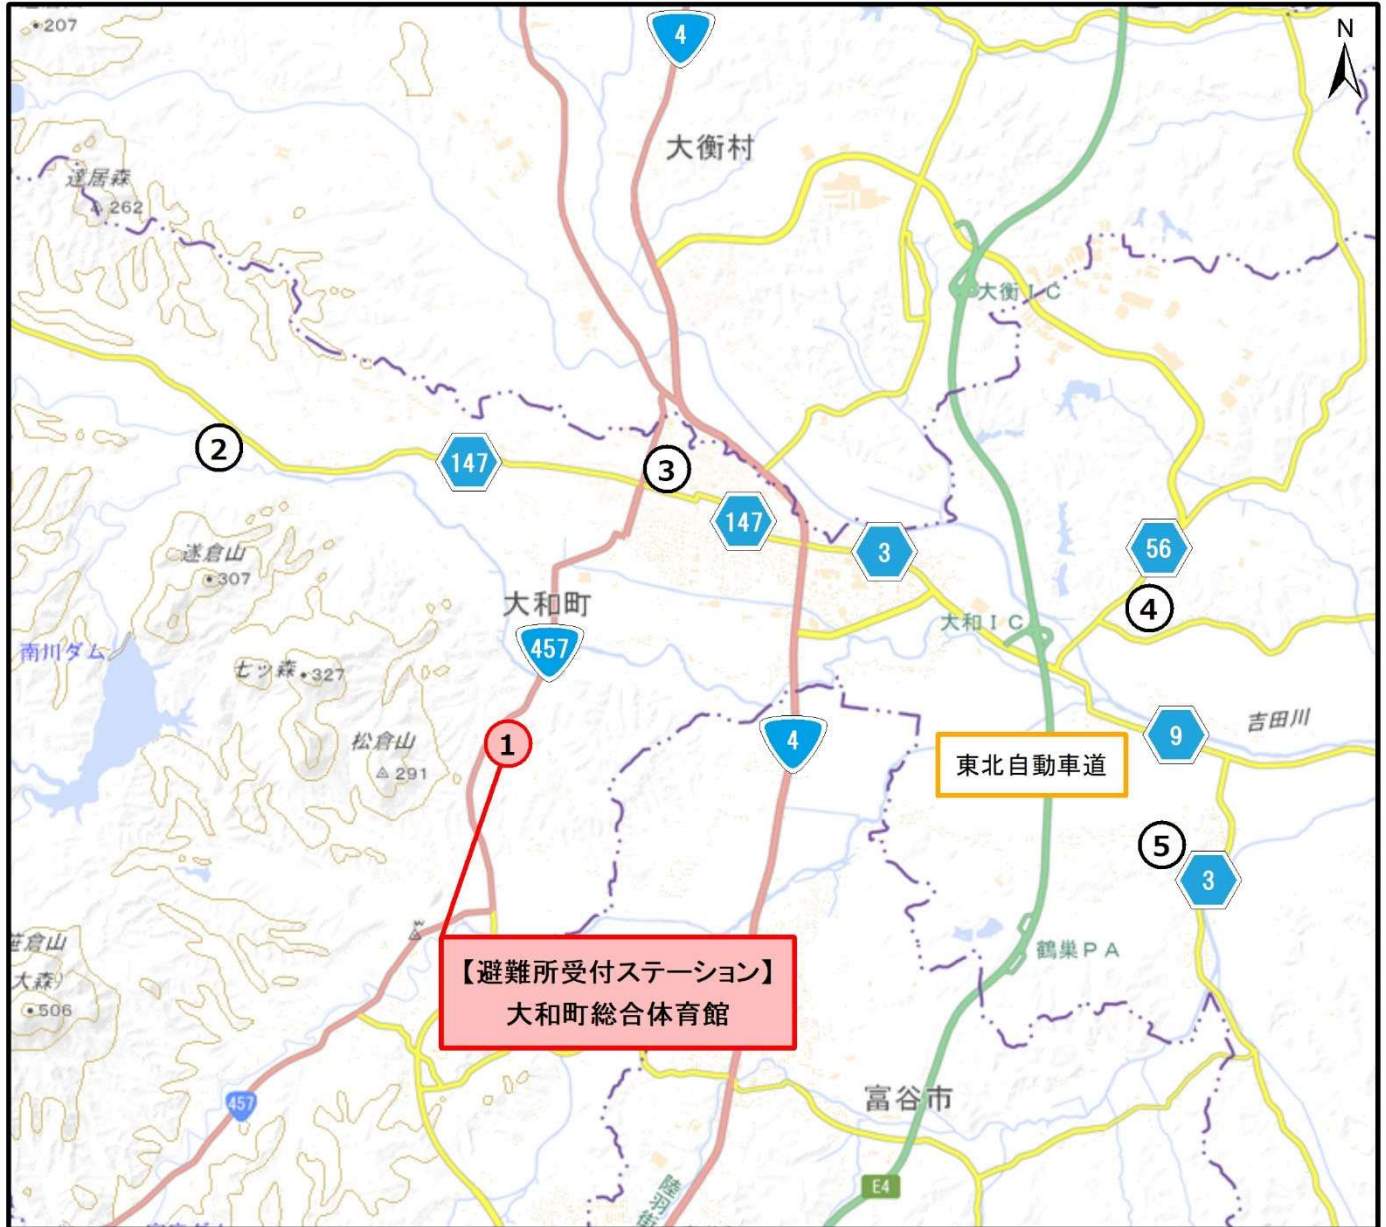 207
4
N
大衡村
達居森
262
大衡IC
2
147
3
147
3
56
遂倉山
307
大和町
4
大和IC
南川ダム
457
七ツ森
327
9
吉田川
1
松倉山
291
4
東北自動車道
5
3
笹倉山
大森)
506
【避難所受付ステーション】
大和町総合体育館
鶴巣PA
457
富谷市
E4
陸羽街